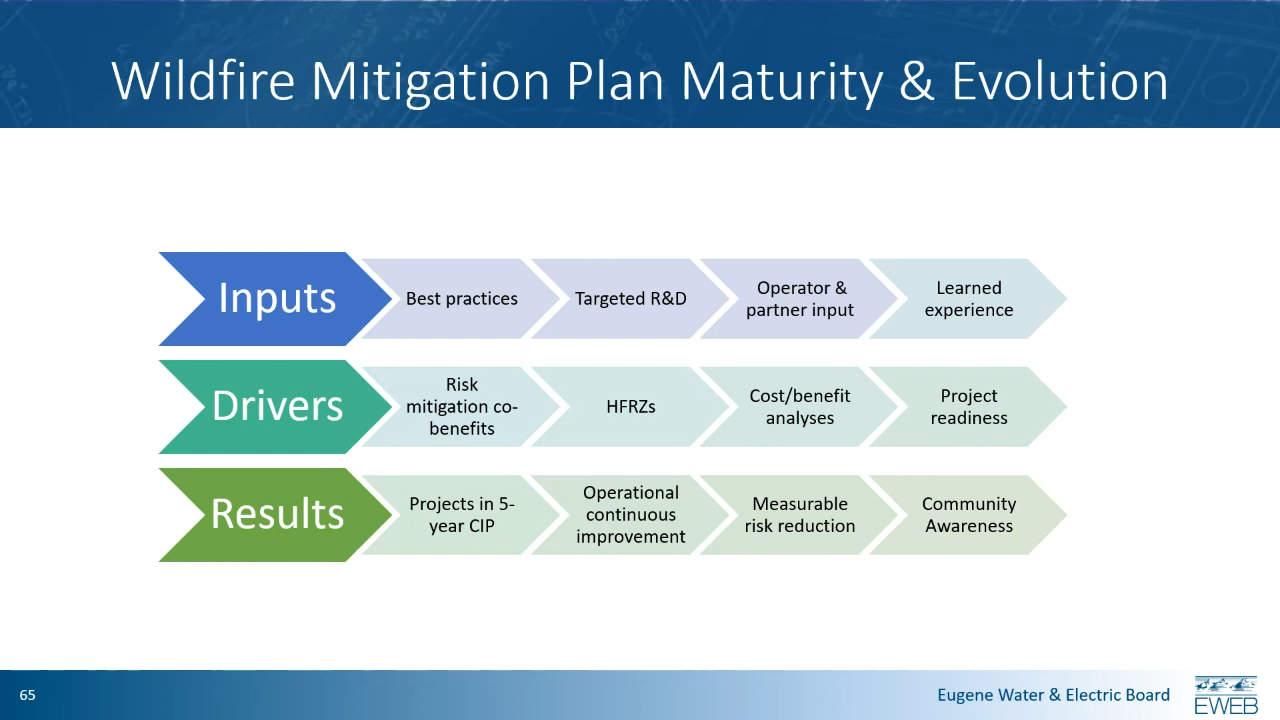 Wildfire Mitigation Plan Maturity & Evolution
Inputs
Best practices
Targeted R&D
Operator &
partner input
Learned
experience
Drivers
Risk
mitigation co-
benefits
HFRZs
Cost/benefit
analyses
Project
readiness
Results
Projects in 5-
year CIP
Operational
continuous
improvement
Measurable
risk reduction
Community
Awareness
65
Eugene Water & Electric Board
EWEB